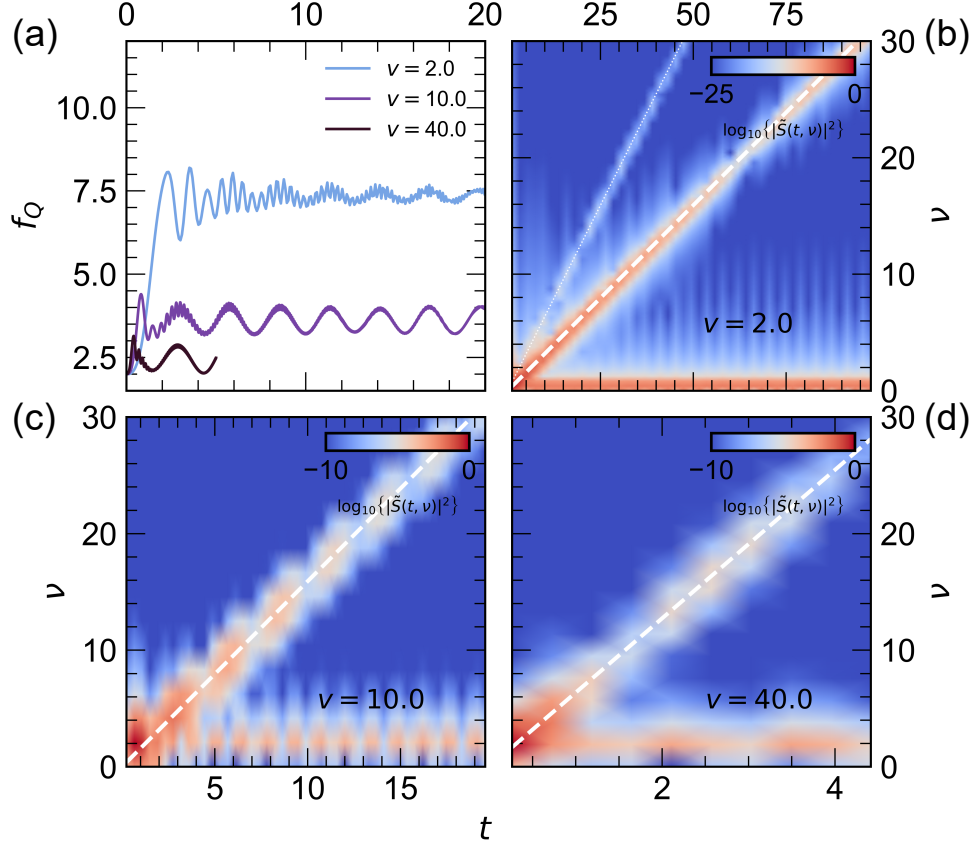 (a)
0 10 20
v = 2.0
v = 10.0
v = 40.0
10.0
7.5
5.0
2.5
f_Q
25 50 75
(b)
30
20
10
0
ν
−25 0
log₁₀{|S̃(t, ν)|²}
v = 2.0
(c)
30
20
10
0
ν
−10 0
log₁₀{|S̃(t, ν)|²}
v = 10.0
5 10 15
(d)
30
20
10
0
ν
−10 0
log₁₀{|S̃(t, ν)|²}
v = 40.0
2 4
t